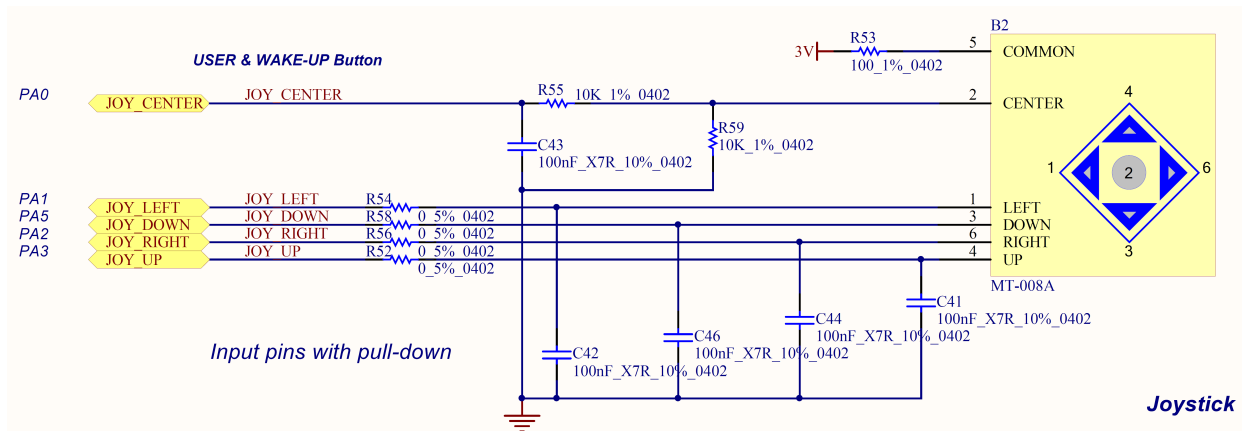 B2
R53
5
3V
COMMON
100_1%_0402
USER & WAKE-UP Button
PA0
JOY_CENTER
JOY_CENTER
R55
10K_1%_0402
2
CENTER
4
R59
10K_1%_0402
C43
100nF_X7R_10%_0402
1
2
6
PA1
JOY_LEFT
JOY_LEFT
R54
0_5%_0402
1
LEFT
PA5
JOY_DOWN
JOY_DOWN
R58
0_5%_0402
3
DOWN
PA2
JOY_RIGHT
JOY_RIGHT
R56
0_5%_0402
6
RIGHT
PA3
JOY_UP
JOY_UP
R52
0_5%_0402
4
UP
3
MT-008A
C41
100nF_X7R_10%_0402
C44
100nF_X7R_10%_0402
C46
100nF_X7R_10%_0402
C42
100nF_X7R_10%_0402
Input pins with pull-down
Joystick